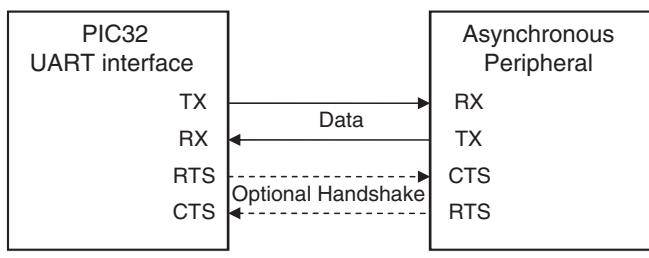 PIC32
UART interface
Asynchronous
Peripheral
TX
RX
Data
RX
TX
RTS
CTS
Optional Handshake
CTS
RTS